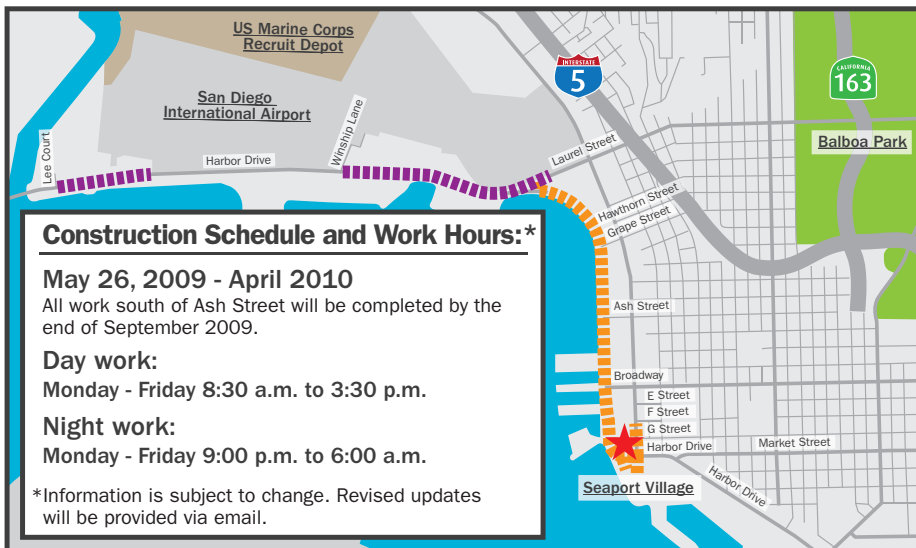 US Marine Corps
Recruit Depot
INTERSTATE
5
CALIFORNIA
163
San Diego
International Airport
Winship Lane
Lee Court
Harbor Drive
Laurel Street
Balboa Park
Hawthorn Street
Grape Street
Construction Schedule and Work Hours:*
May 26, 2009 - April 2010
All work south of Ash Street will be completed by the
end of September 2009.
Day work:
Monday - Friday 8:30 a.m. to 3:30 p.m.
Night work:
Monday - Friday 9:00 p.m. to 6:00 a.m.
*Information is subject to change. Revised updates
will be provided via email.
Ash Street
Broadway
E Street
F Street
G Street
Harbor Drive
Market Street
Harbor Drive
Seaport Village